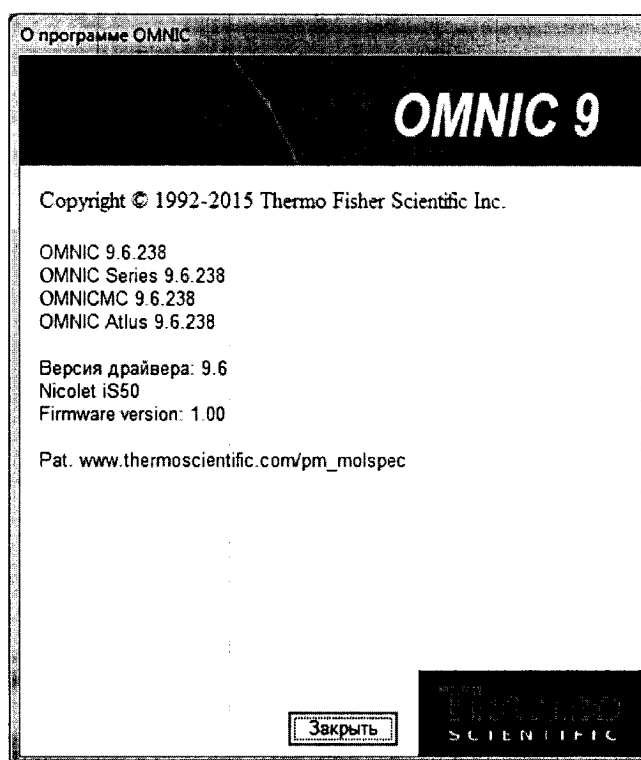 О программе OMNIC
OMNIC 9
Copyright © 1992-2015 Thermo Fisher Scientific Inc.
OMNIC 9.6.238
OMNIC Series 9.6.238
OMNICMC 9.6.238
OMNIC Atlus 9.6.238
Версия драйвера: 9.6
Nicolet iS50
Firmware version: 1.00
Pat. www.thermoscientific.com/pm_molspec
Закрыть
SCIENTIFIC